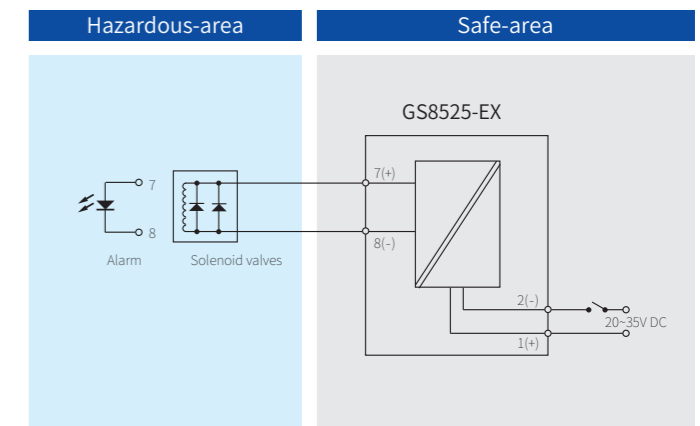 Hazardous-area
Safe-area
GS8525-EX
7(+)
7
8(-)
8
Alarm
Solenoid valves
2(-)
20~35V DC
1(+)